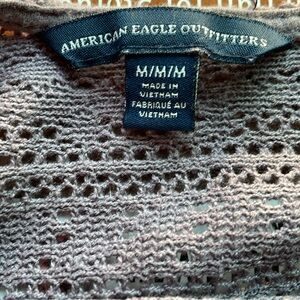 AMERICAN EAGLE OUTFITTERS
M/M/M
MADE IN
VIETNAM
FABRIQUÉ AU
VIETNAM